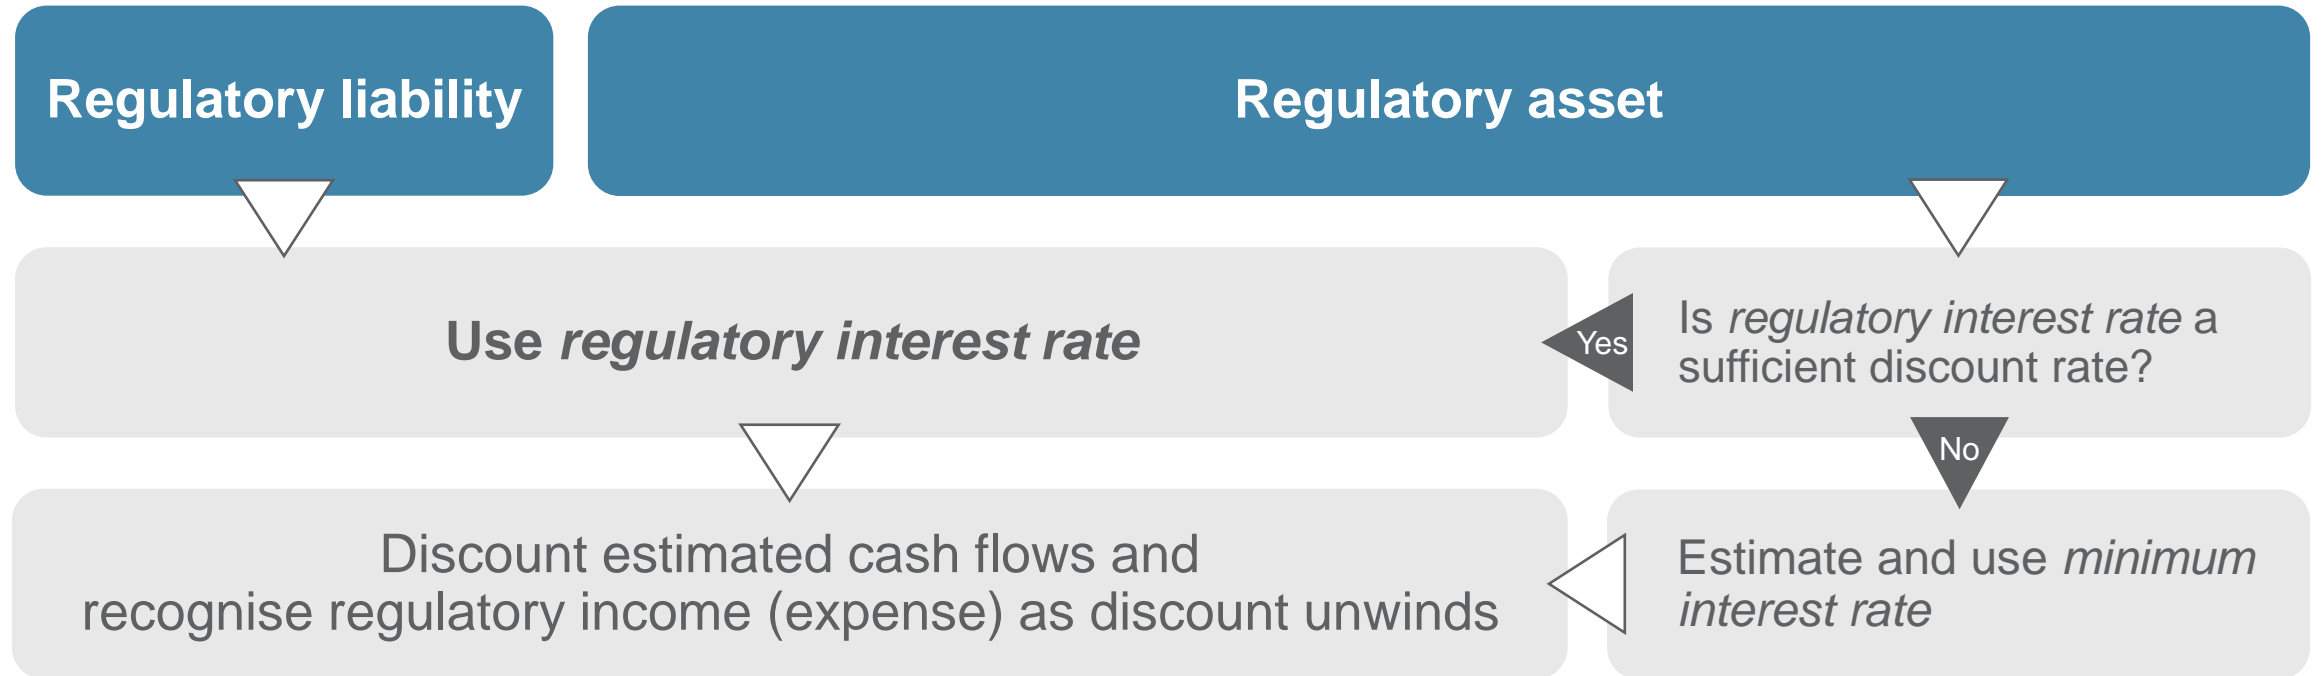 Regulatory liability
Regulatory asset
Use regulatory interest rate
Yes
Is regulatory interest rate a
sufficient discount rate?
No
Discount estimated cash flows and
recognise regulatory income (expense) as discount unwinds
Estimate and use minimum
interest rate